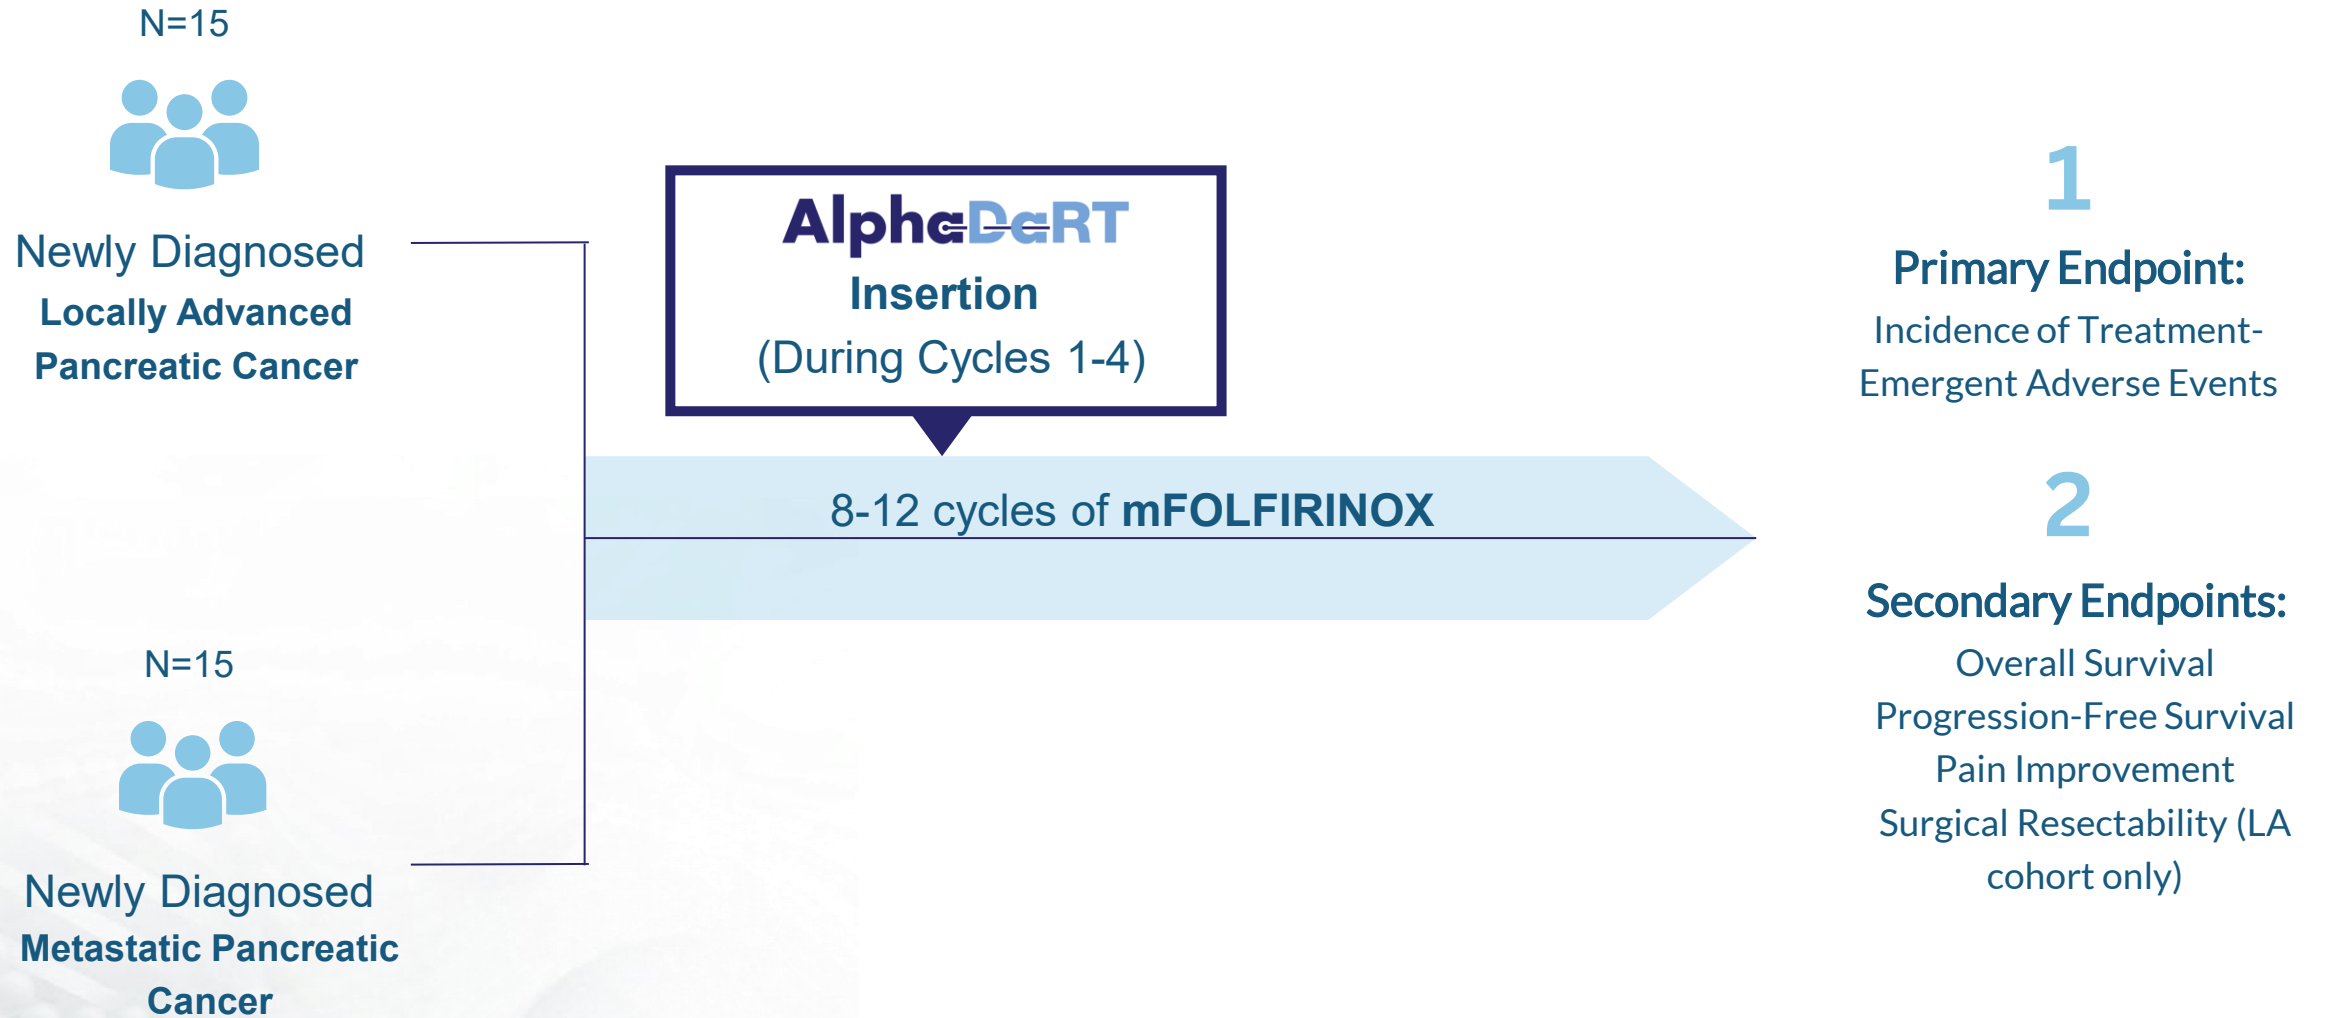 N=15
Newly Diagnosed
Locally Advanced
Pancreatic Cancer
N=15
Newly Diagnosed
Metastatic Pancreatic
Cancer
AlphaDaRT
Insertion
(During Cycles 1-4)
8-12 cycles of mFOLFIRINOX
1
Primary Endpoint:
Incidence of Treatment-
Emergent Adverse Events
2
Secondary Endpoints:
Overall Survival
Progression-Free Survival
Pain Improvement
Surgical Resectability (LA
cohort only)